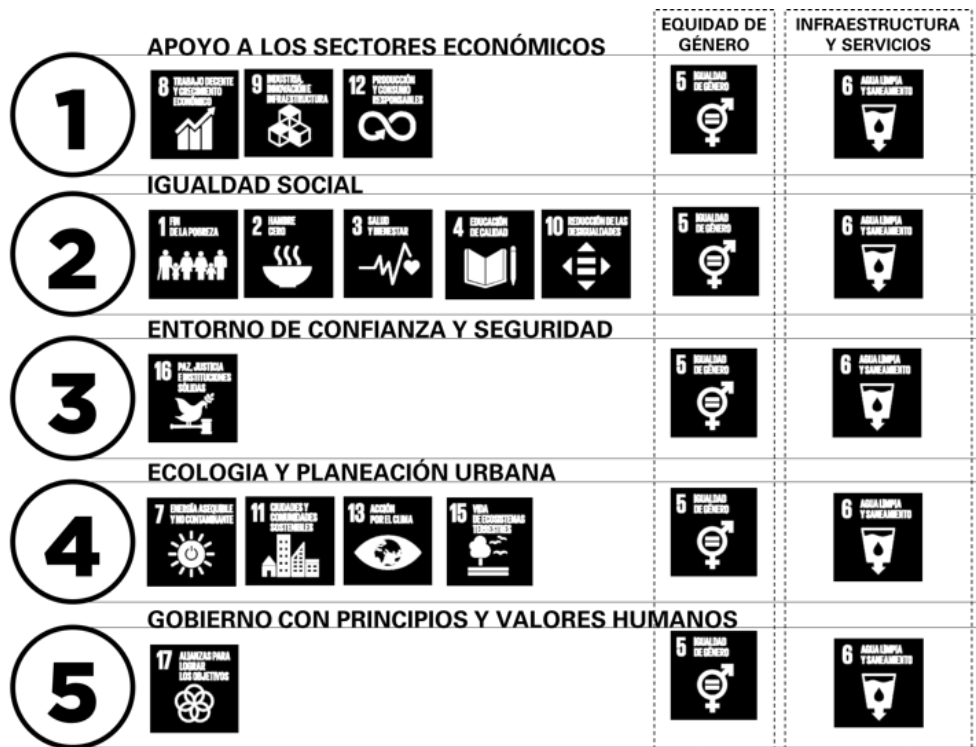 EQUIDAD DE
GÉNERO
INFRAESTRUCTURA
Y SERVICIOS
1
APOYO A LOS SECTORES ECONÓMICOS
8 TRABAJO DECENTE
Y CRECIMIENTO
ECONÓMICO
9 INDUSTRIA,
INNOVACIÓN E
INFRAESTRUCTURA
12 PRODUCCIÓN
Y CONSUMO
RESPONSABLES
5 IGUALDAD
DE GÉNERO
6 AGUA LIMPIA
Y SANEAMIENTO
2
IGUALDAD SOCIAL
1 FIN
DE LA POBREZA
2 HAMBRE
CERO
3 SALUD
Y BIENESTAR
4 EDUCACIÓN
DE CALIDAD
10 REDUCCIÓN DE LAS
DESIGUALDADES
5 IGUALDAD
DE GÉNERO
6 AGUA LIMPIA
Y SANEAMIENTO
3
ENTORNO DE CONFIANZA Y SEGURIDAD
16 PAZ, JUSTICIA
E INSTITUCIONES
SÓLIDAS
5 IGUALDAD
DE GÉNERO
6 AGUA LIMPIA
Y SANEAMIENTO
4
ECOLOGIA Y PLANEACIÓN URBANA
7 ENERGÍA ASEQUIBLE
Y NO CONTAMINANTE
11 CIUDADES Y
COMUNIDADES
SOSTENIBLES
13 ACCIÓN
POR EL CLIMA
15 VIDA
DE ECOSISTEMAS
TERRESTRES
5 IGUALDAD
DE GÉNERO
6 AGUA LIMPIA
Y SANEAMIENTO
5
GOBIERNO CON PRINCIPIOS Y VALORES HUMANOS
17 ALIANZAS PARA
LOGRAR
LOS OBJETIVOS
5 IGUALDAD
DE GÉNERO
6 AGUA LIMPIA
Y SANEAMIENTO